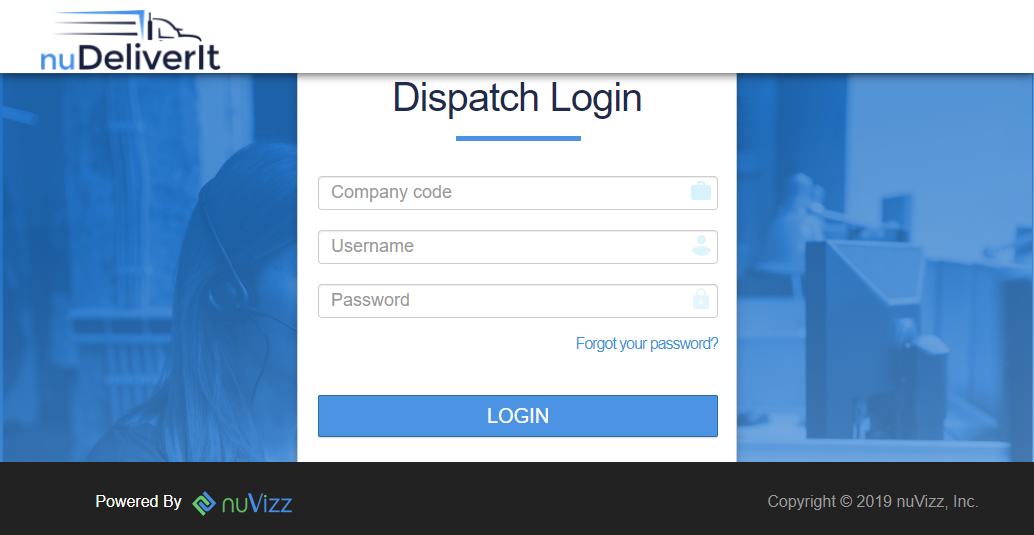 nuDeliverIt
Dispatch Login
Company code
Username
Password
Forgot your password?
LOGIN
Powered By nuVizz
Copyright © 2019 nuVizz, Inc.